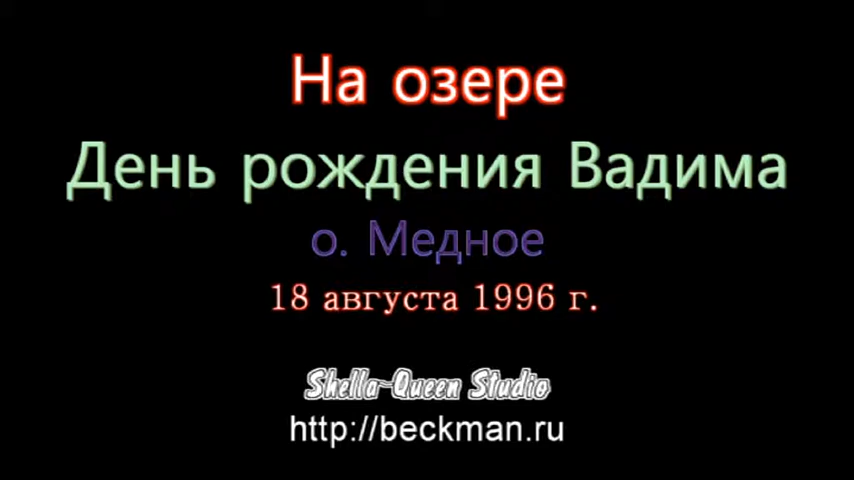 На озере
День рождения Вадима
о. Медное
18 августа 1996 г.
Shella-Queen Studio
http://beckman.ru